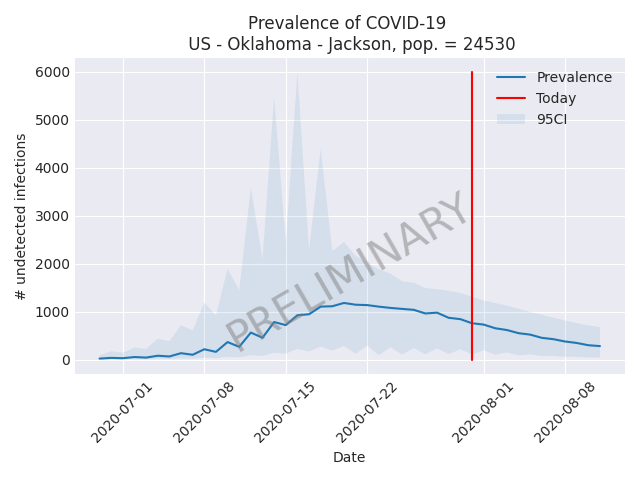 Prevalence of COVID-19
US - Oklahoma - Jackson, pop. = 24530
6000
5000
4000
3000
2000
1000
0
# undetected infections
Prevalence
Today
95CI
PRELIMINARY
2020-07-01
2020-07-08
2020-07-15
2020-07-22
2020-08-01
2020-08-08
Date